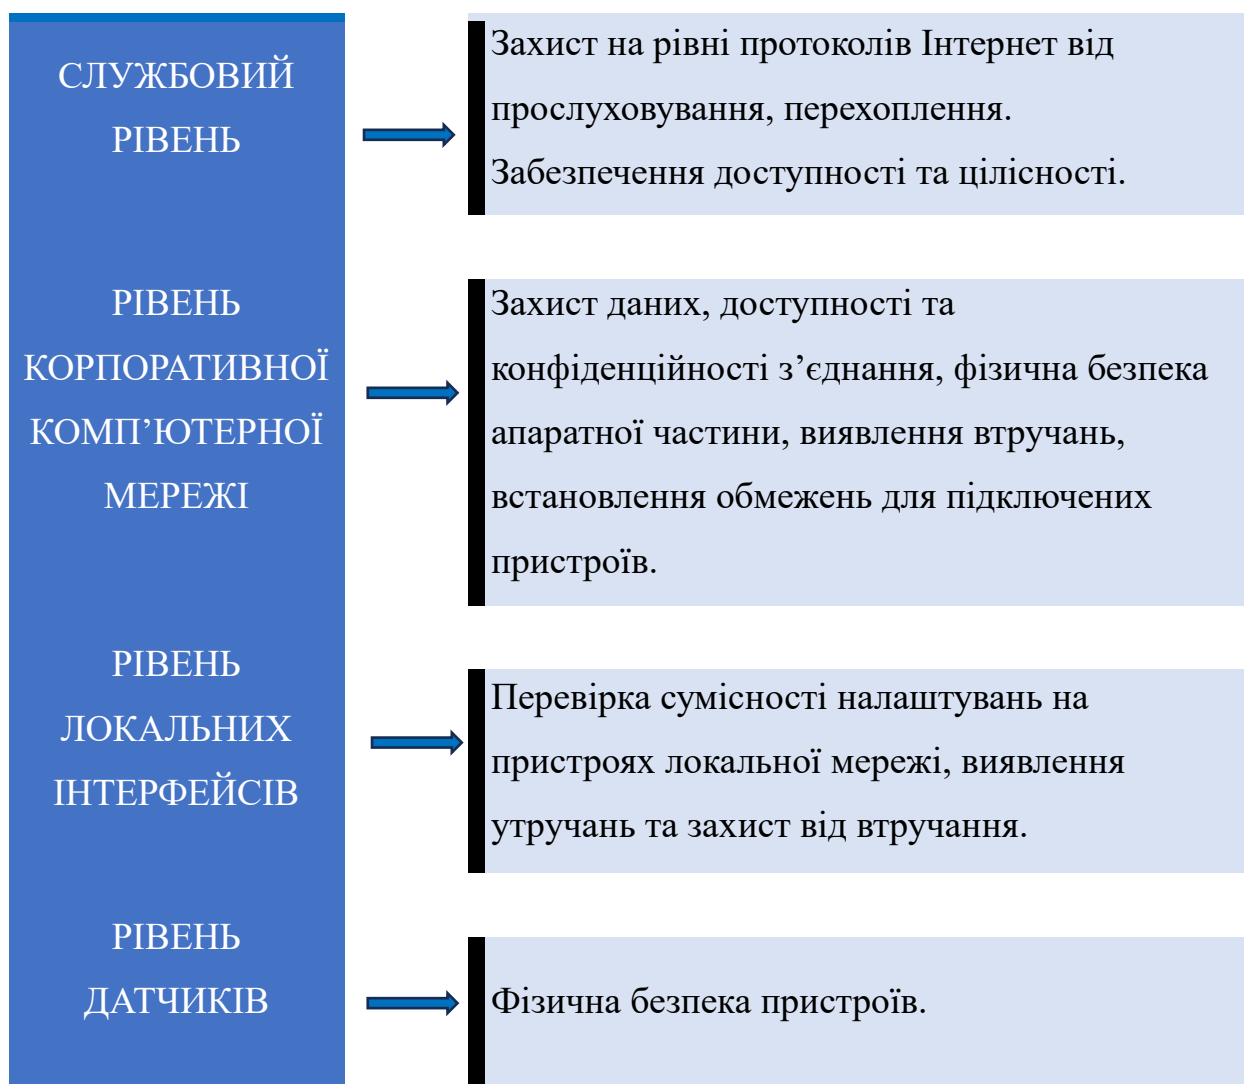 СЛУЖБОВИЙ
РІВЕНЬ
Захист на рівні протоколів Інтернет від
прослуховування, перехоплення.
Забезпечення доступності та цілісності.
РІВЕНЬ
КОРПОРАТИВНОЇ
КОМП’ЮТЕРНОЇ
МЕРЕЖІ
Захист даних, доступності та
конфіденційності з’єднання, фізична безпека
апаратної частини, виявлення втручань,
встановлення обмежень для підключених
пристроїв.
РІВЕНЬ
ЛОКАЛЬНИХ
ІНТЕРФЕЙСІВ
Перевірка сумісності налаштувань на
пристроях локальної мережі, виявлення
утручань та захист від втручання.
РІВЕНЬ
ДАТЧИКІВ
Фізична безпека пристроїв.